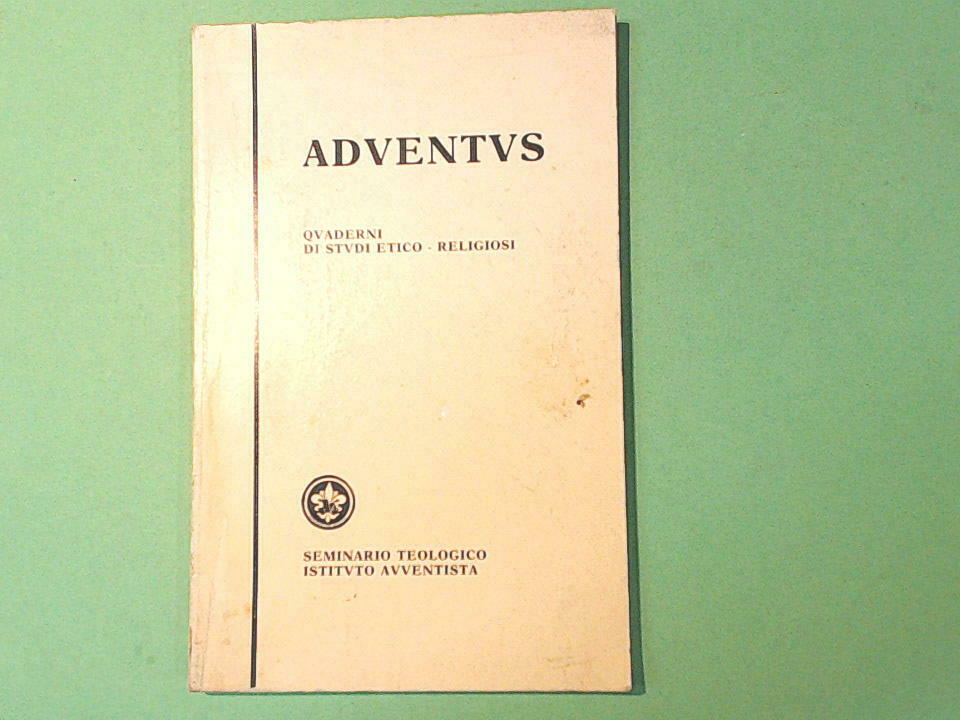 ADVENTVS
QVADERNI
DI STVDI ETICO - RELIGIOSI
SEMINARIO TEOLOGICO
ISTITVTO AVVENTISTA